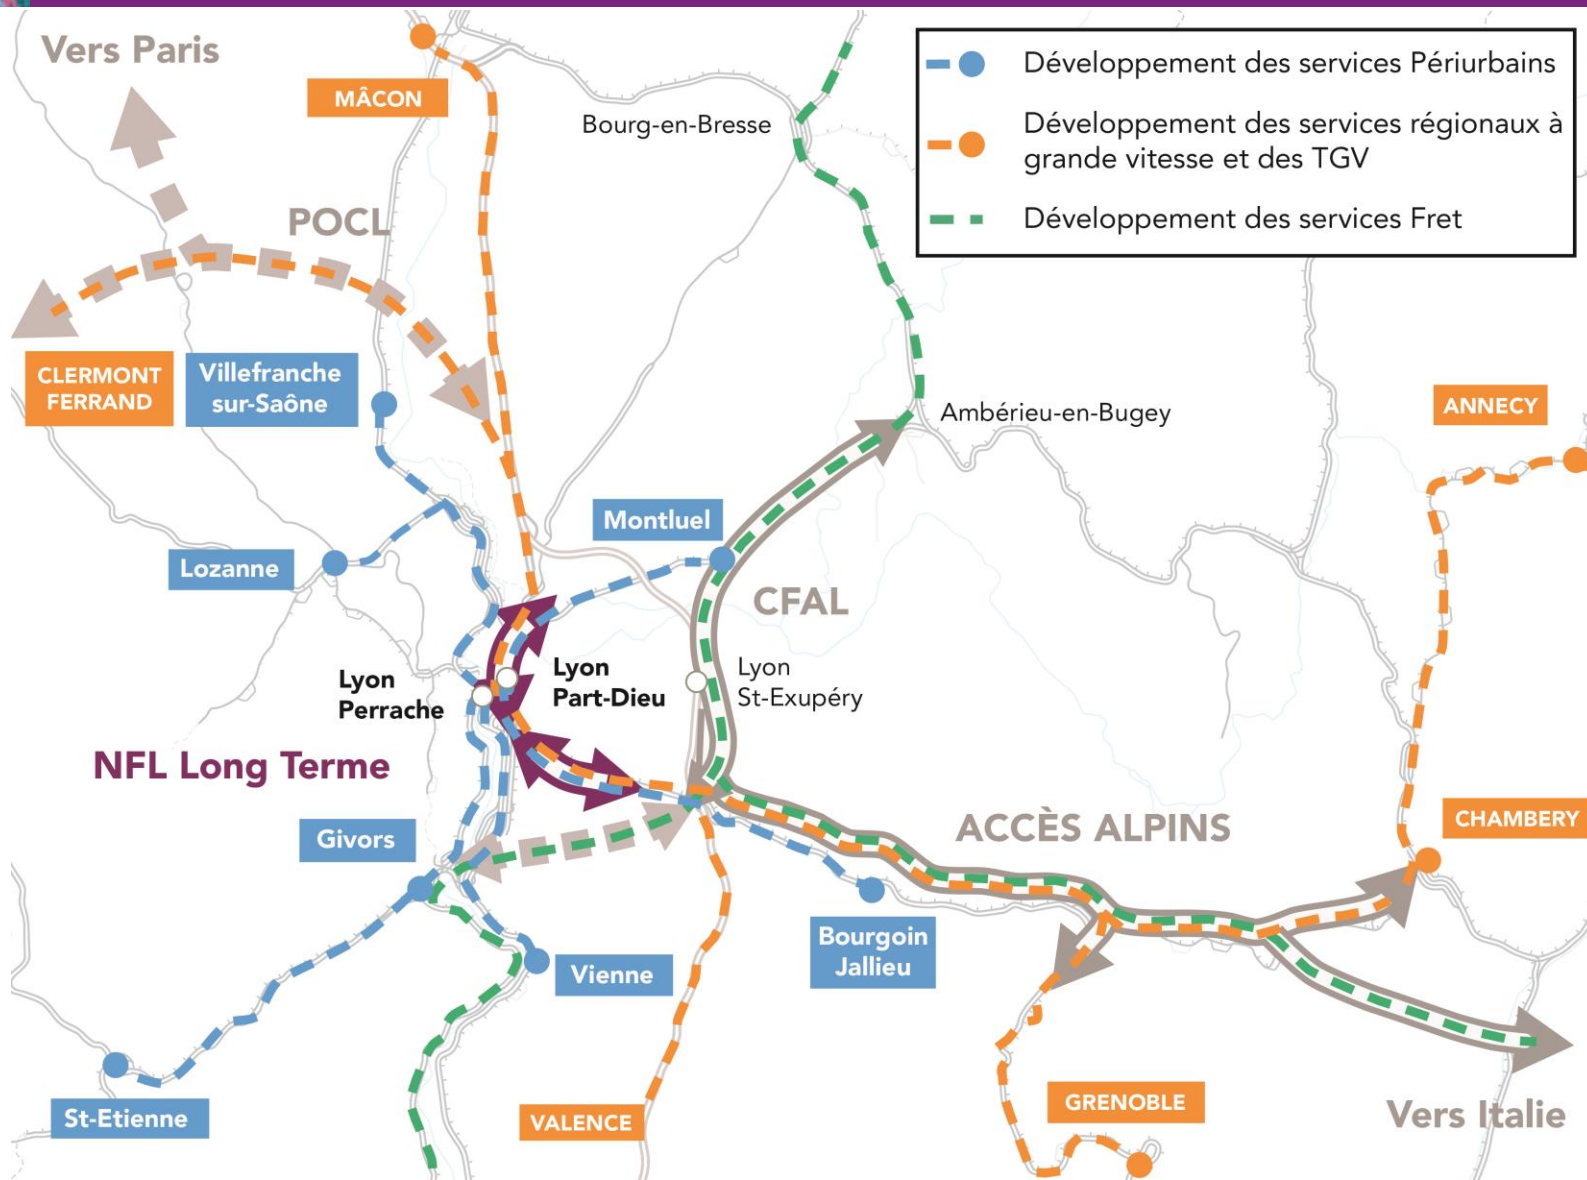 Vers Paris
MÂCON
Bourg-en-Bresse
Développement des services Périurbains
Développement des services régionaux à
grande vitesse et des TGV
Développement des services Fret
POCL
CLERMONT
FERRAND
Villefranche
sur-Saône
Ambérieu-en-Bugey
ANNECY
Montluel
Lozanne
CFAL
Lyon
Perrache
Lyon
Part-Dieu
Lyon
St-Exupéry
NFL Long Terme
Givors
ACCÈS ALPINS
CHAMBERY
Bourgoin
Jallieu
Vienne
St-Etienne
VALENCE
GRENOBLE
Vers Italie